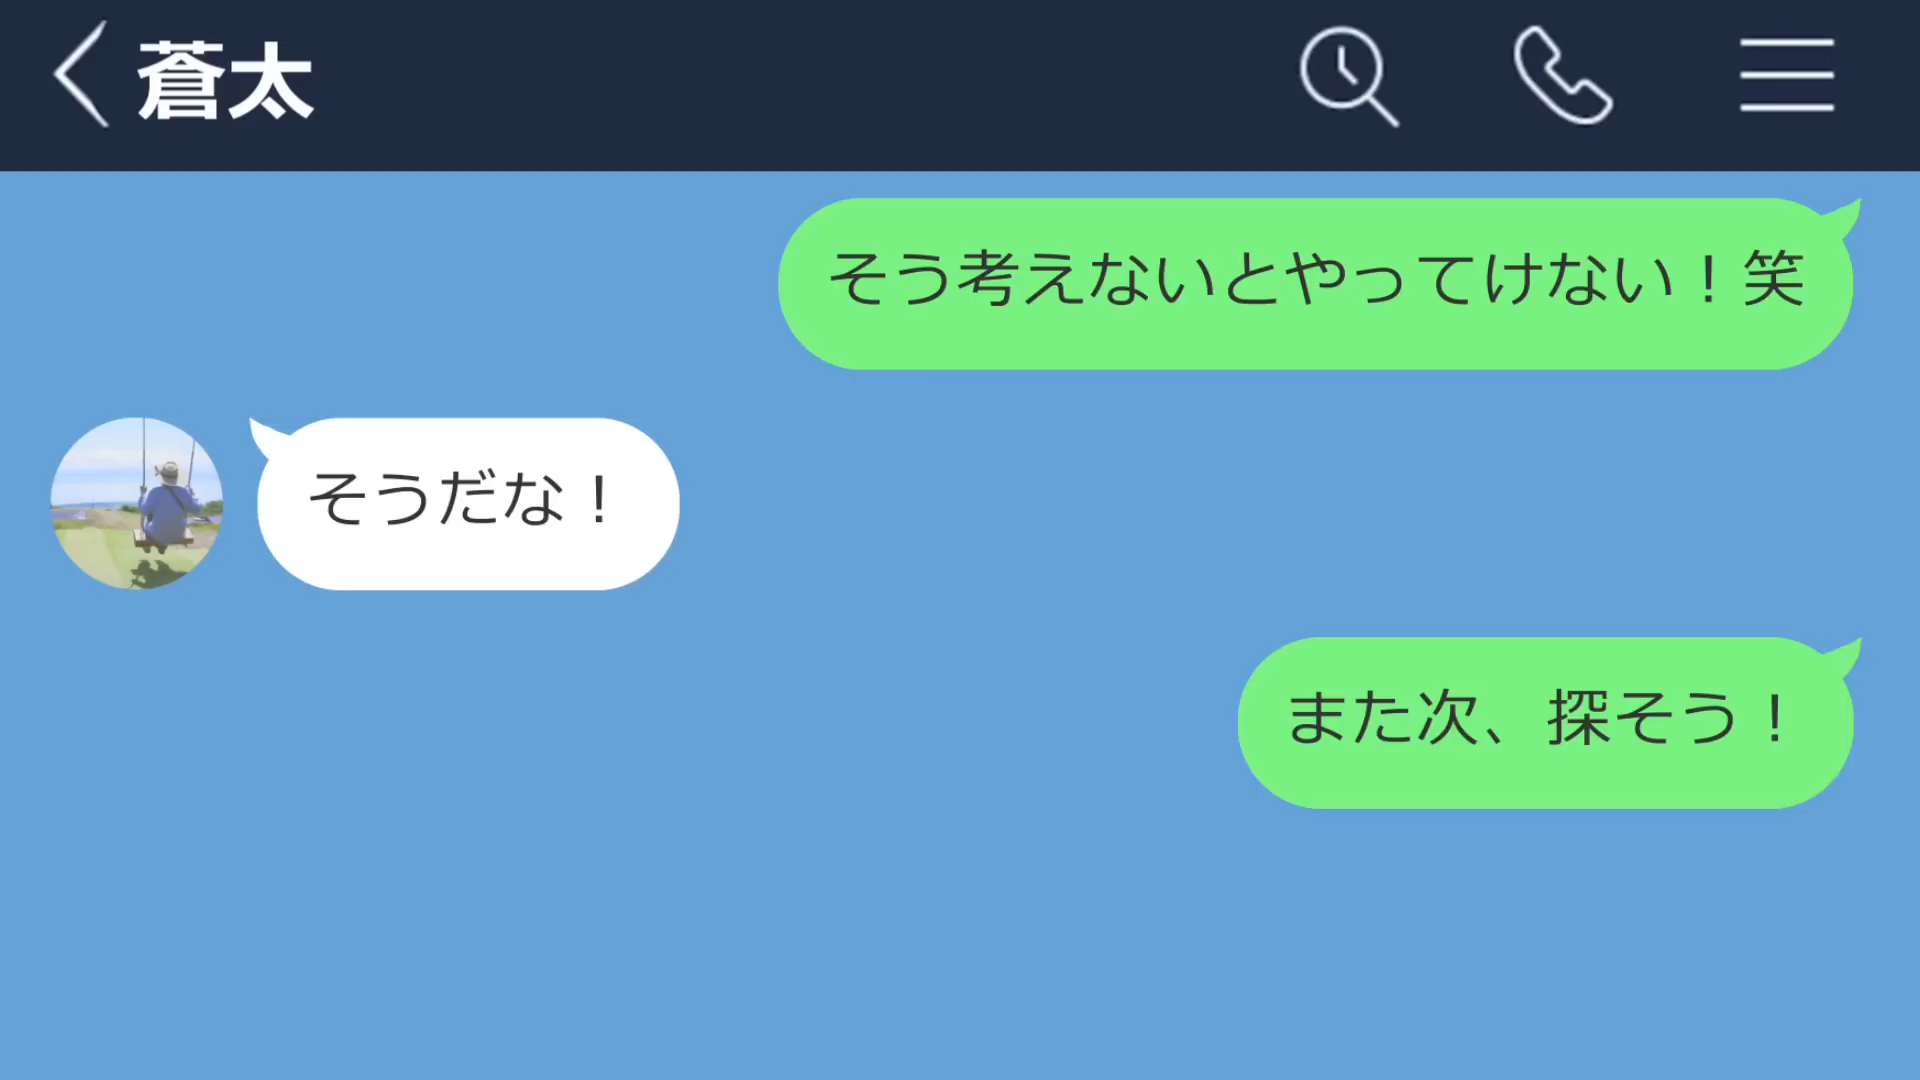 蒼太
そう考えないとやってけない！笑
そうだな！
また次、探そう！